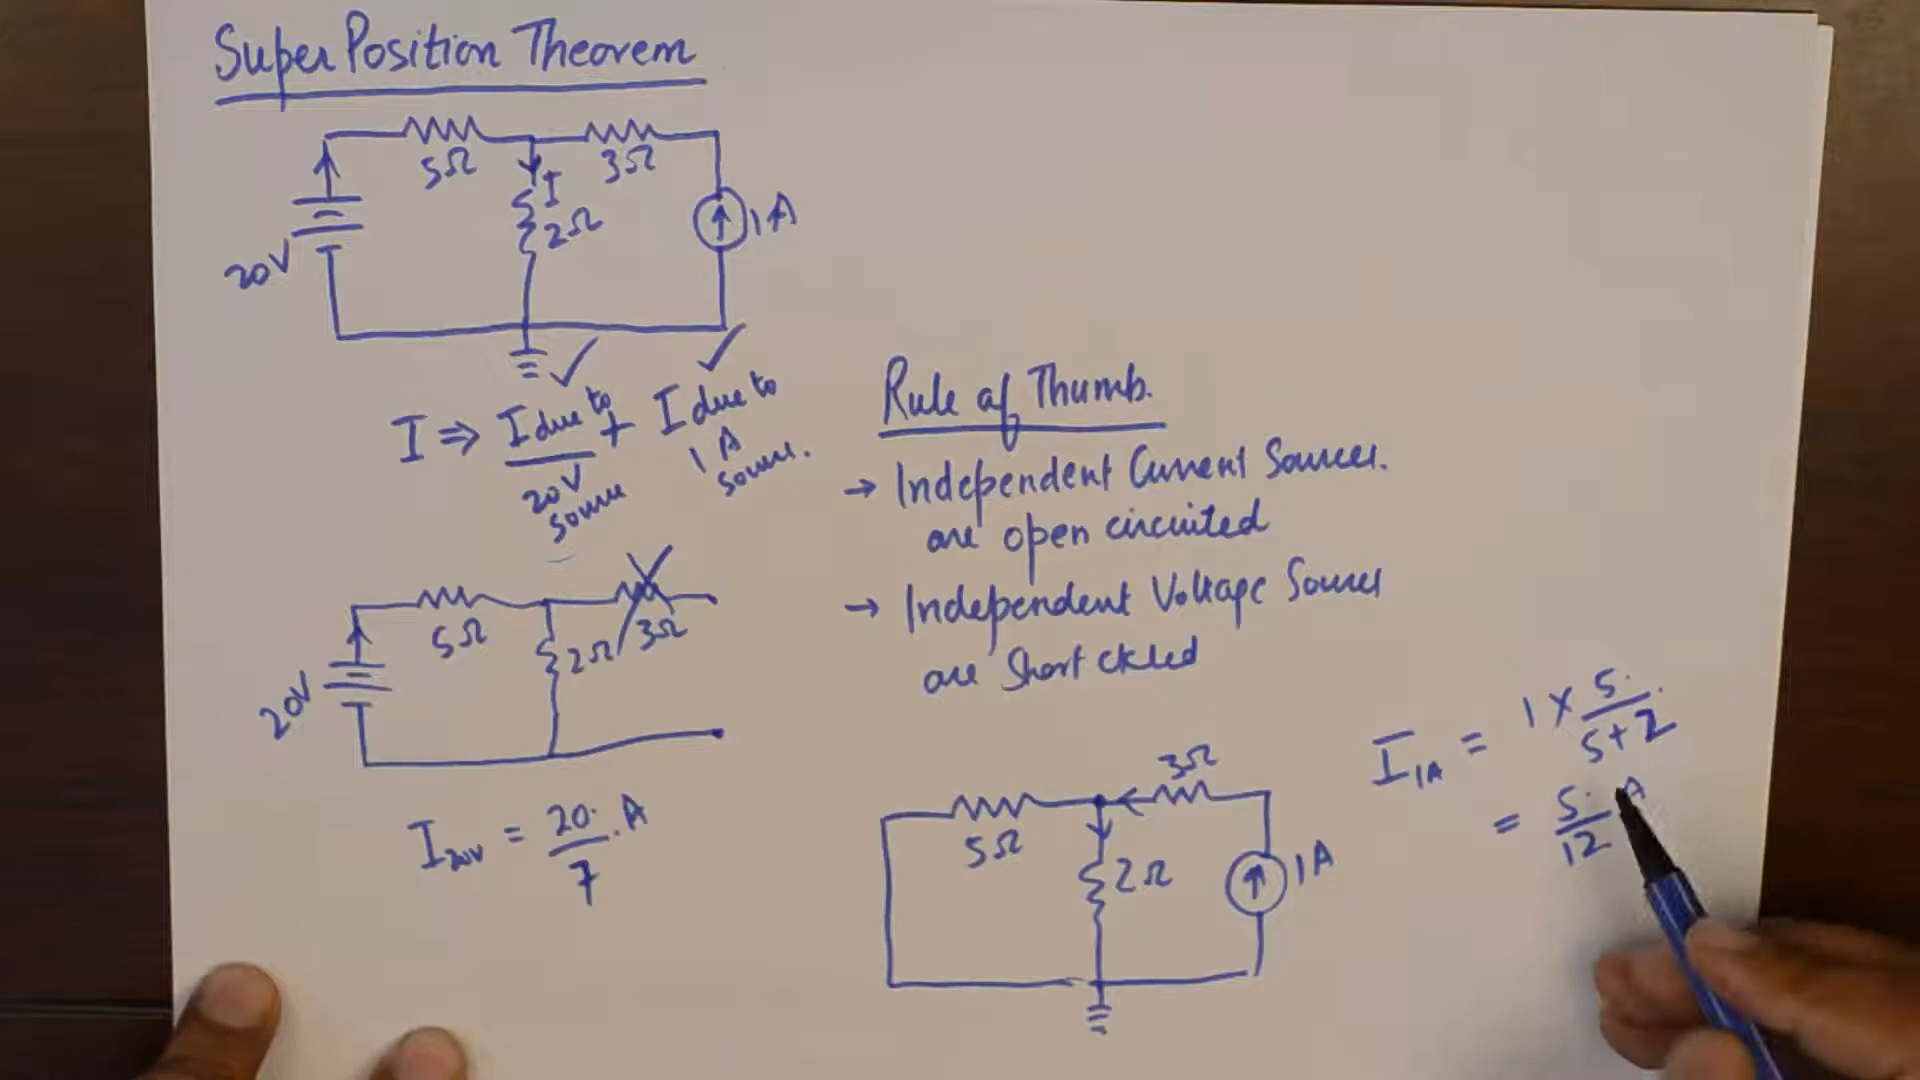 Super Position Theorem
5Ω
3Ω
I
2Ω
1A
20V
I ⇒ I due to 20V source + I due to 1 A source.
Rule of Thumb.
→ Independent Current Sources.
are open circuited
→ Independent Voltage Sources
are Short ckted
5Ω
2Ω
3Ω
20V
I20V = 20/7 A
3Ω
5Ω
2Ω
1A
I1A = 1 × 5/5+2
= 5/12 A